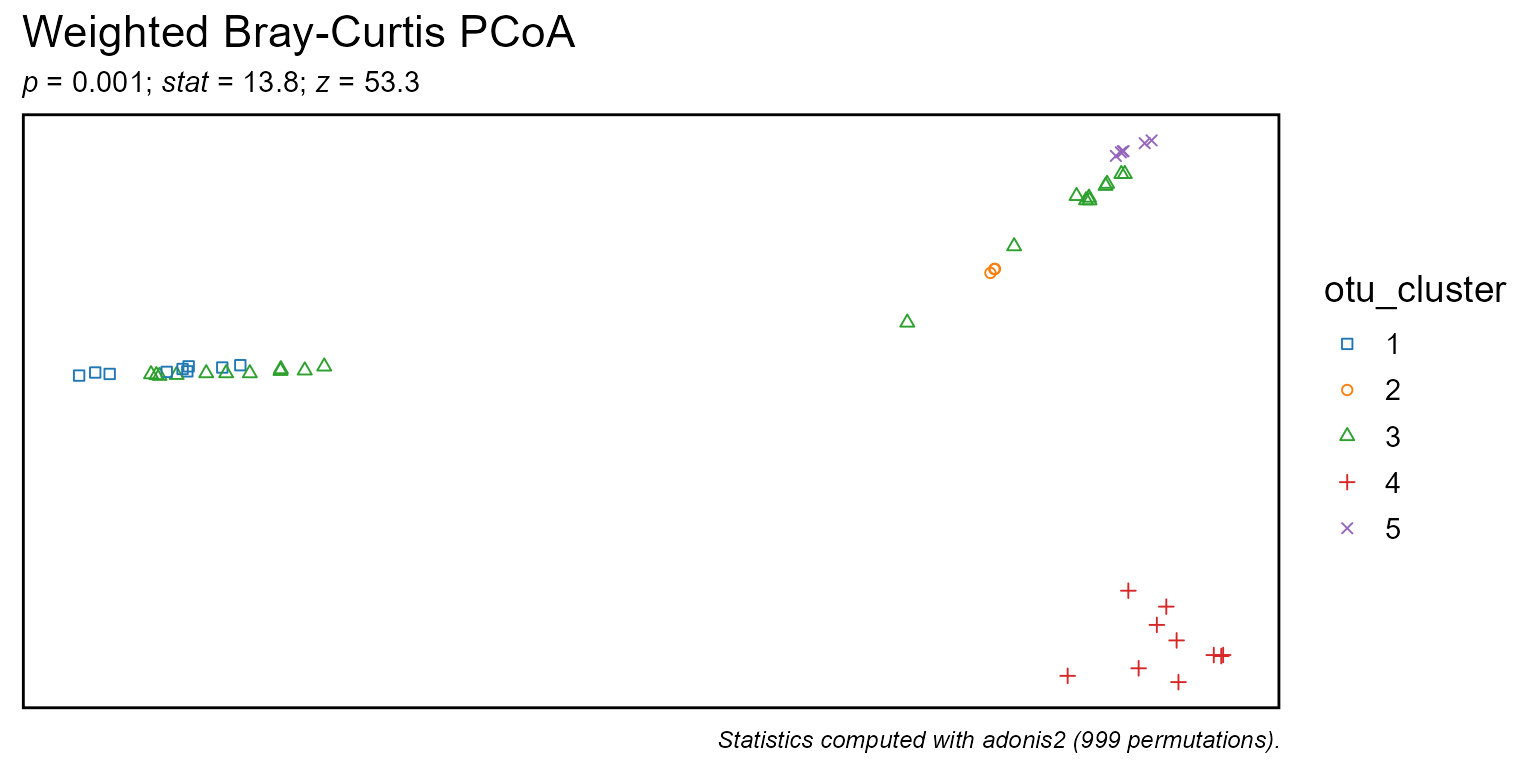 Weighted Bray-Curtis PCoA
p = 0.001; stat = 13.8; z = 53.3
otu_cluster
1
2
3
4
5
Statistics computed with adonis2 (999 permutations).